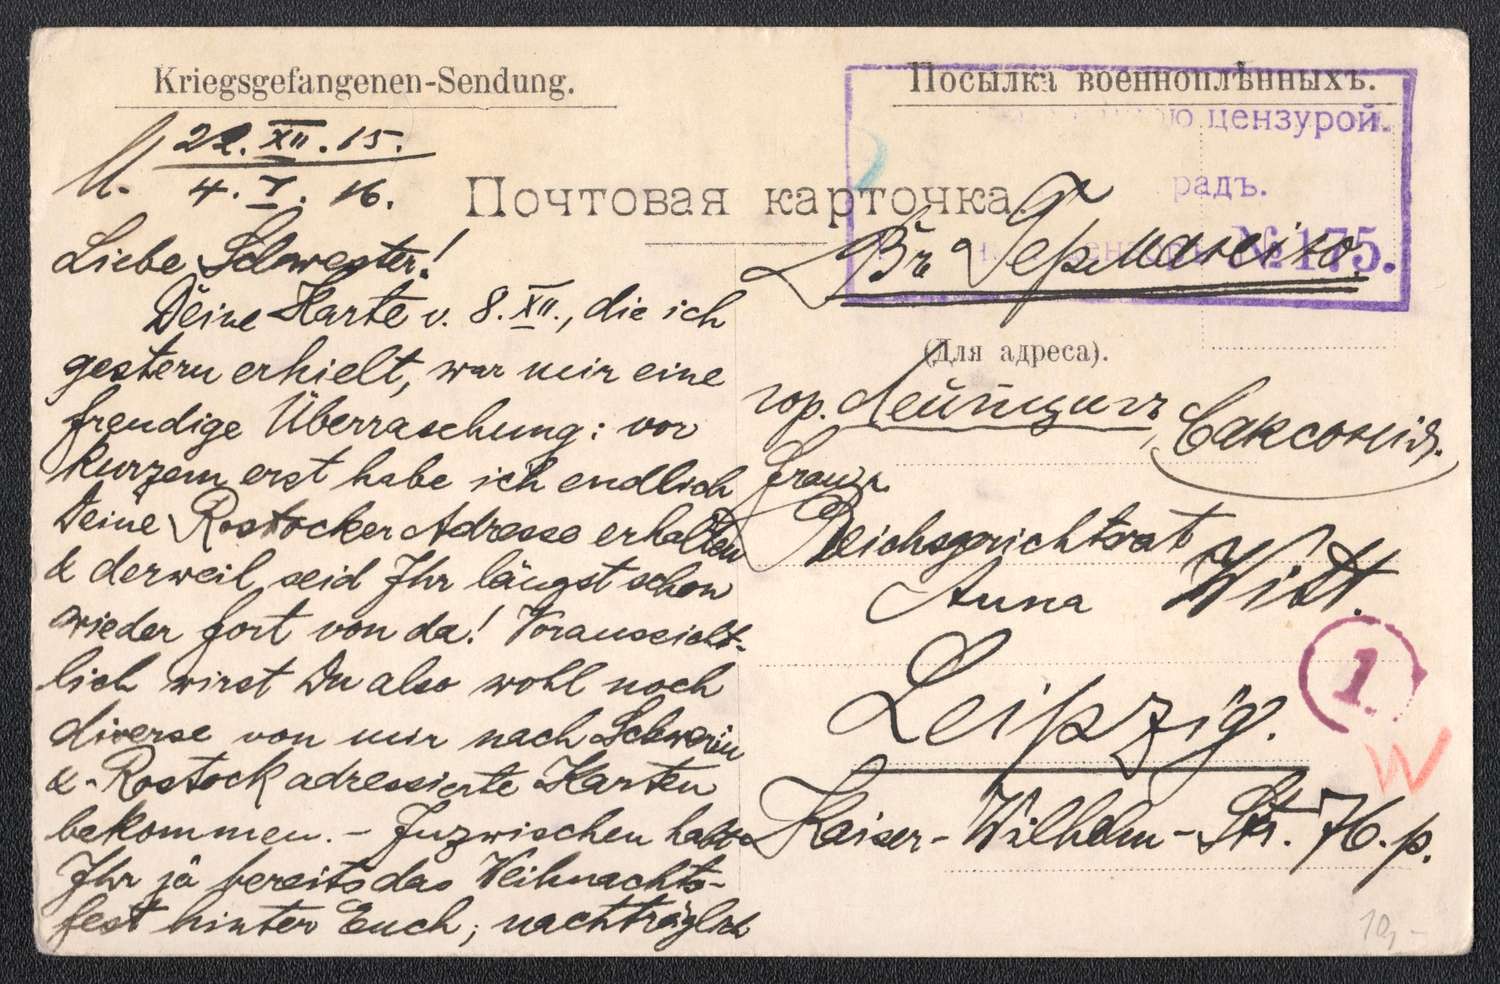 Kriegsgefangenen-Sendung.
Посылка военноплѣнныхъ.
цензурой.
радъ.
№ 175.
22. XII. 15.
4. I. 16.
Почтовая карточка
Въ Германію.
(Для адреса).
гор. Лейпцигъ, Саксонія.
Frau
Reichsgerichtsrat
Anna Witt.
Leipzig.
Kaiser-Wilhelm-Str. 76. p.
1
W
Liebe Schwester!
Deine Karte v. 8. XII., die ich
gestern erhielt, war mir eine
freudige Überraschung: vor
kurzem erst habe ich endlich
Deine Rostocker Adresse erhalten
& derweil seid Ihr längst schon
wieder fort von da! Voraussicht-
lich wirst Du also wohl noch
diverse von mir nach Schwerin
& Rostock adressierte Karten
bekommen. – Inzwischen habt
Ihr ja bereits das Weihnachts-
fest hinter Euch; nachträglich
10,-